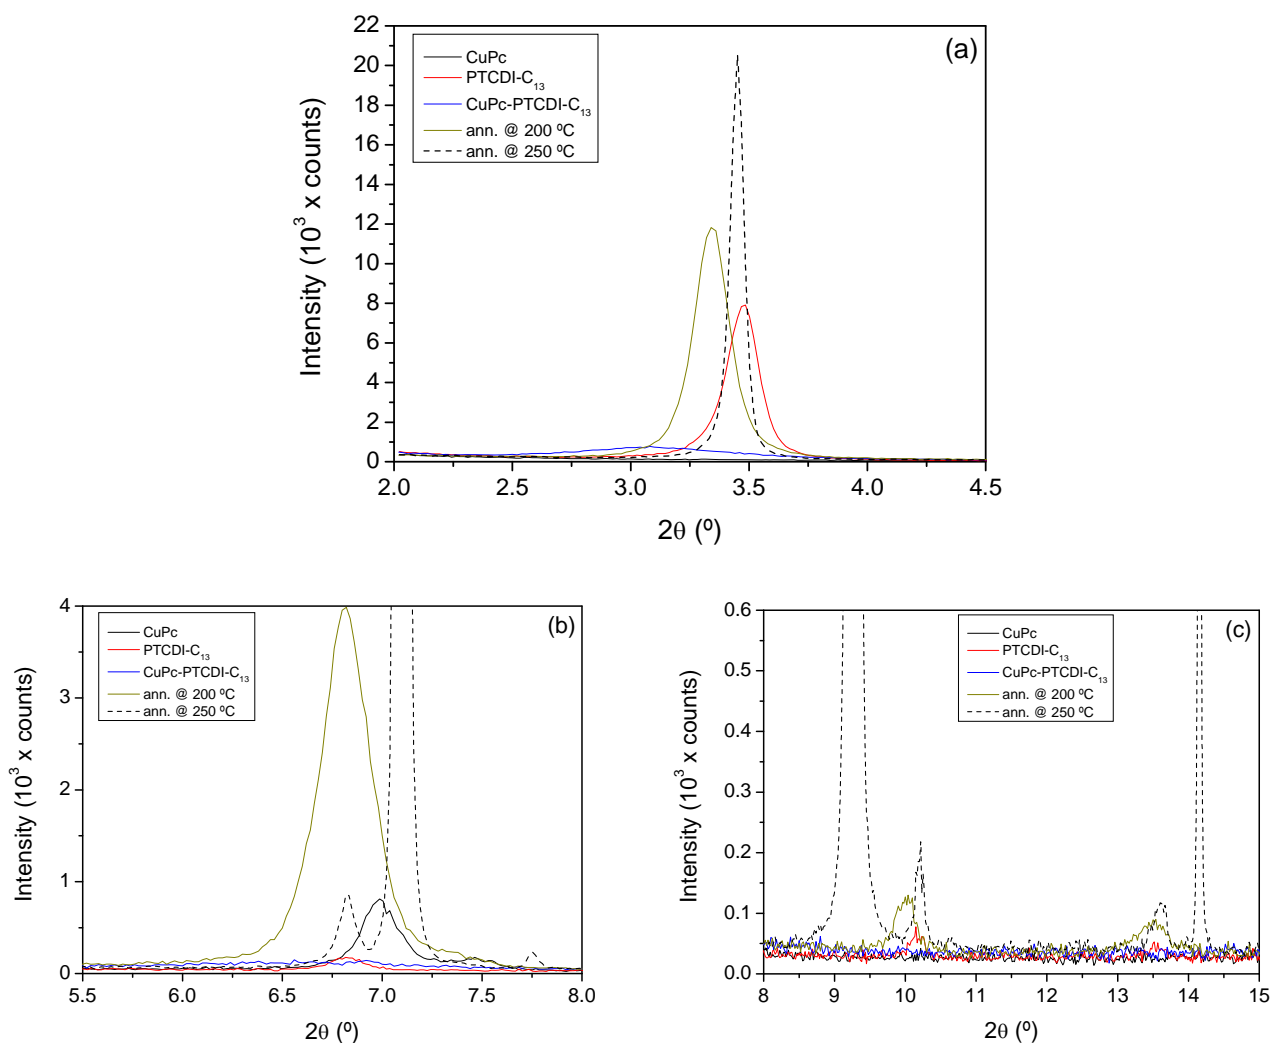 (a)
CuPc
PTCDI-C₁₃
CuPc-PTCDI-C₁₃
ann. @ 200 ºC
ann. @ 250 ºC
Intensity (10³ x counts)
22
20
18
16
14
12
10
8
6
4
2
0
2.0 2.5 3.0 3.5 4.0 4.5
2θ (º)
(b)
CuPc
PTCDI-C₁₃
CuPc-PTCDI-C₁₃
ann. @ 200 ºC
ann. @ 250 ºC
Intensity (10³ x counts)
4
3
2
1
0
5.5 6.0 6.5 7.0 7.5 8.0
2θ (º)
(c)
CuPc
PTCDI-C₁₃
CuPc-PTCDI-C₁₃
ann. @ 200 ºC
ann. @ 250 ºC
Intensity (10³ x counts)
0.6
0.5
0.4
0.3
0.2
0.1
0.0
8 9 10 11 12 13 14 15
2θ (º)